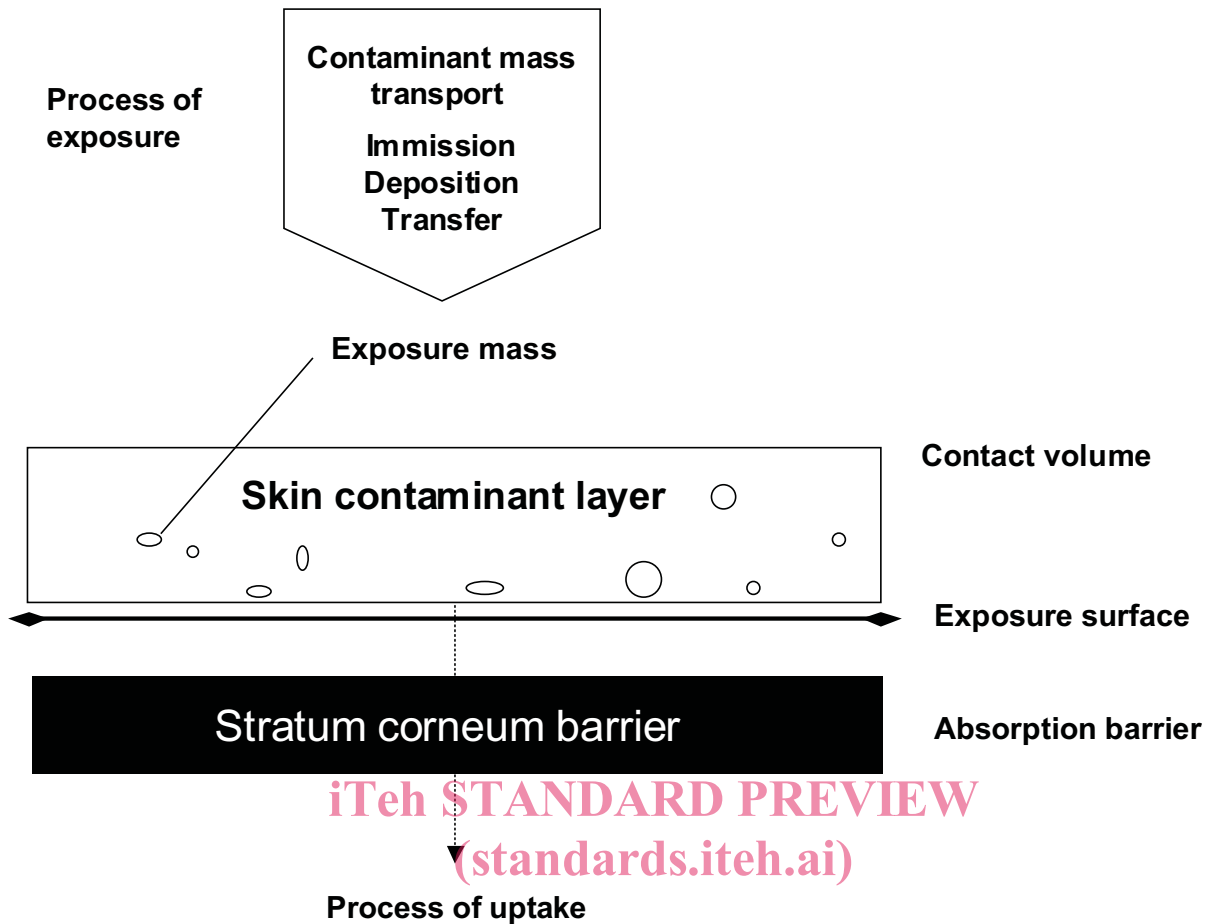 Contaminant mass
transport
Process of
exposure
Immission
Deposition
Transfer
Exposure mass
Contact volume
Skin contaminant layer
Exposure surface
Stratum corneum barrier
Absorption barrier
iTeh STANDARD PREVIEW
(standards.iteh.ai)
Process of uptake